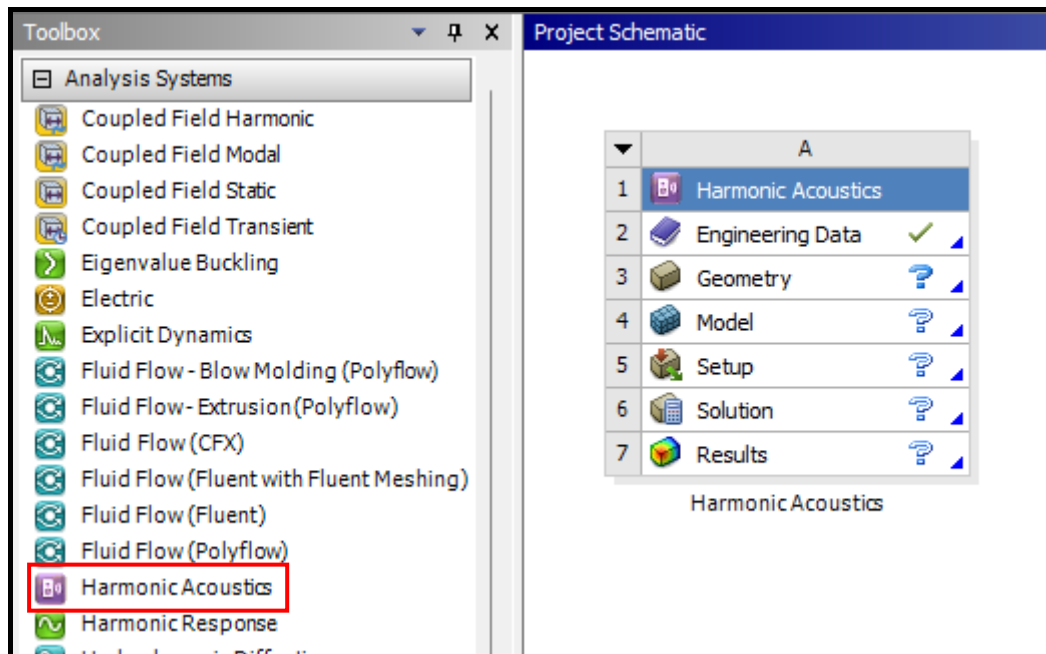 Toolbox
Analysis Systems
Coupled Field Harmonic
Coupled Field Modal
Coupled Field Static
Coupled Field Transient
Eigenvalue Buckling
Electric
Explicit Dynamics
Fluid Flow - Blow Molding (Polyflow)
Fluid Flow- Extrusion (Polyflow)
Fluid Flow (CFX)
Fluid Flow (Fluent with Fluent Meshing)
Fluid Flow (Fluent)
Fluid Flow (Polyflow)
Harmonic Acoustics
Harmonic Response
Project Schematic
A
1 Harmonic Acoustics
2 Engineering Data
3 Geometry
4 Model
5 Setup
6 Solution
7 Results
Harmonic Acoustics